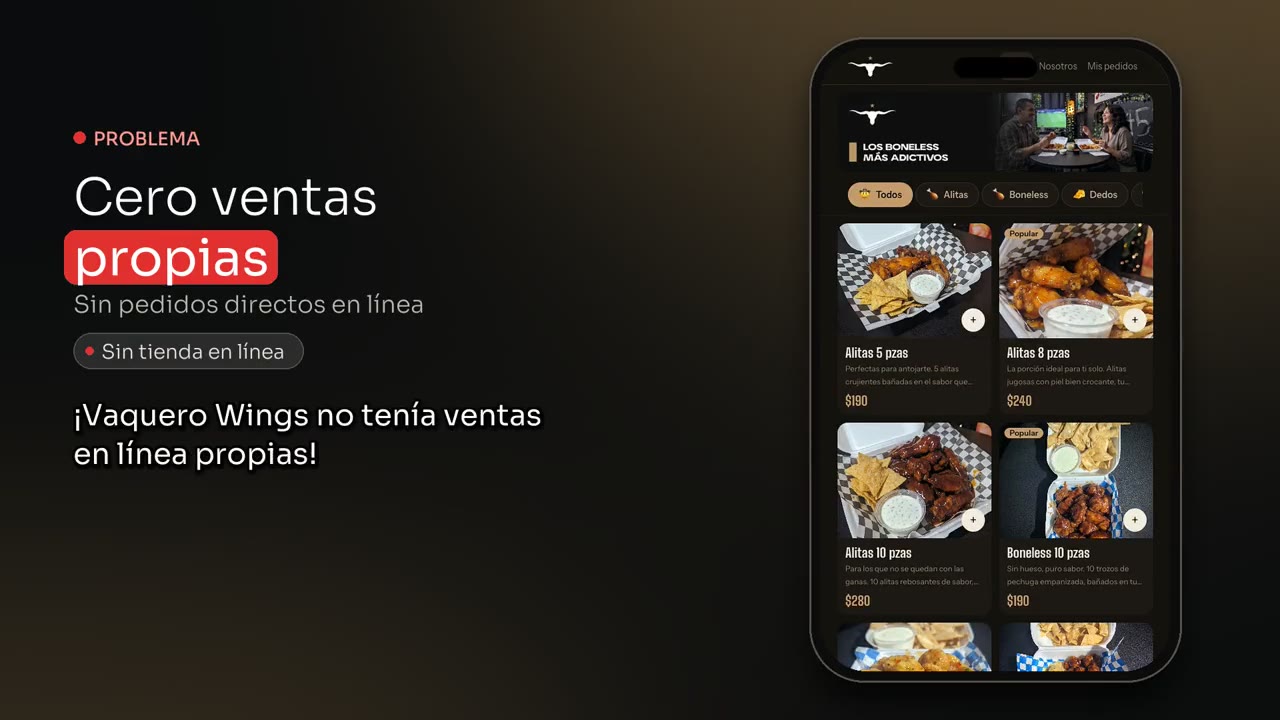 PROBLEMA
Cero ventas
propias
Sin pedidos directos en línea
Sin tienda en línea
¡Vaquero Wings no tenía ventas
en línea propias!
Nosotros Mis pedidos
LOS BONELESS
MÁS ADICTIVOS
Todos Alitas Boneless Dedos
Alitas 5 pzas
Perfectas para antojarte. 5 alitas
crujientes bañadas en el sabor que...
$190
Popular
Alitas 8 pzas
La porción ideal para ti solo. Alitas
jugosas con piel bien crocante, tu...
$240
Alitas 10 pzas
Para los que no se quedan con las
ganas. 10 alitas rebosantes de sabor,...
$280
Popular
Boneless 10 pzas
Sin hueso, puro sabor. 10 trozos de
pechuga empanizada, bañados en tu...
$190